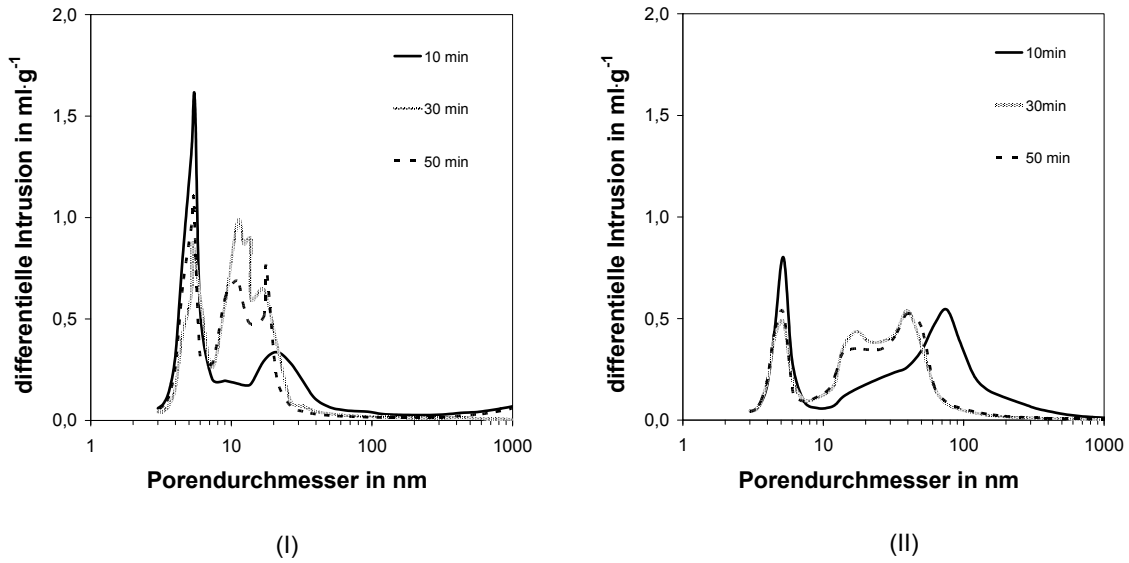 differentielle Intrusion in ml·g⁻¹
2,0
1,5
1,0
0,5
0,0
1 10 100 1000
Porendurchmesser in nm
10 min
30 min
50 min
(I)
differentielle Intrusion in ml·g⁻¹
2,0
1,5
1,0
0,5
0,0
1 10 100 1000
Porendurchmesser in nm
10min
30min
50 min
(II)